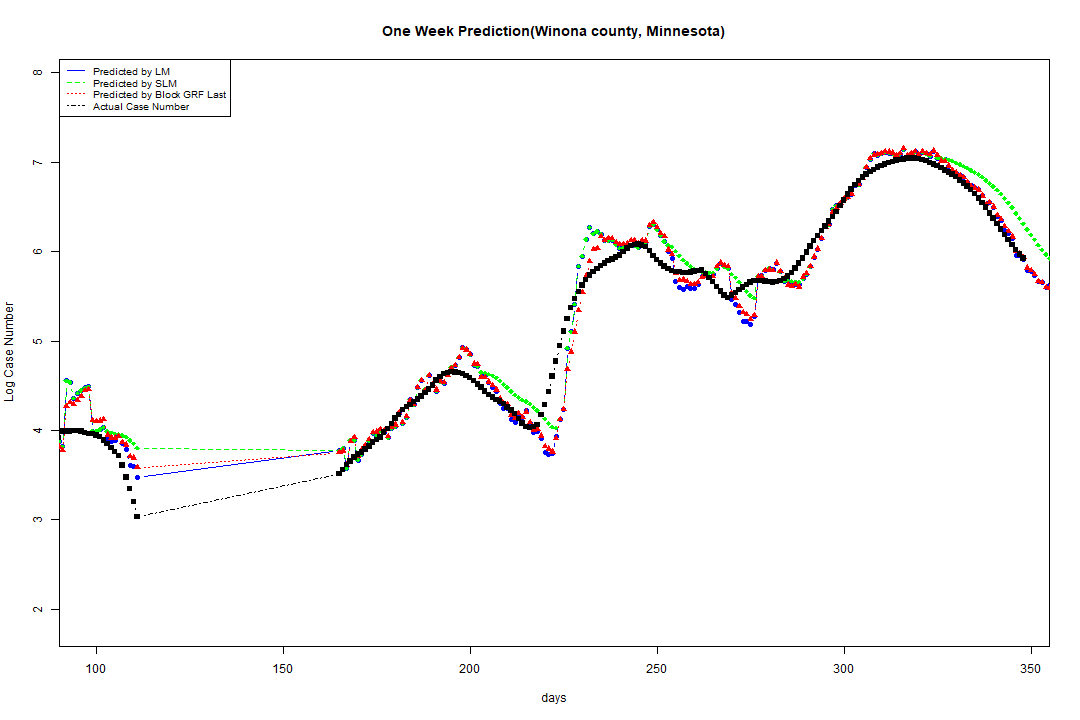 One Week Prediction(Winona county, Minnesota)
Predicted by LM
Predicted by SLM
Predicted by Block GRF Last
Actual Case Number
8
7
6
5
4
3
2
Log Case Number
100 150 200 250 300 350
days